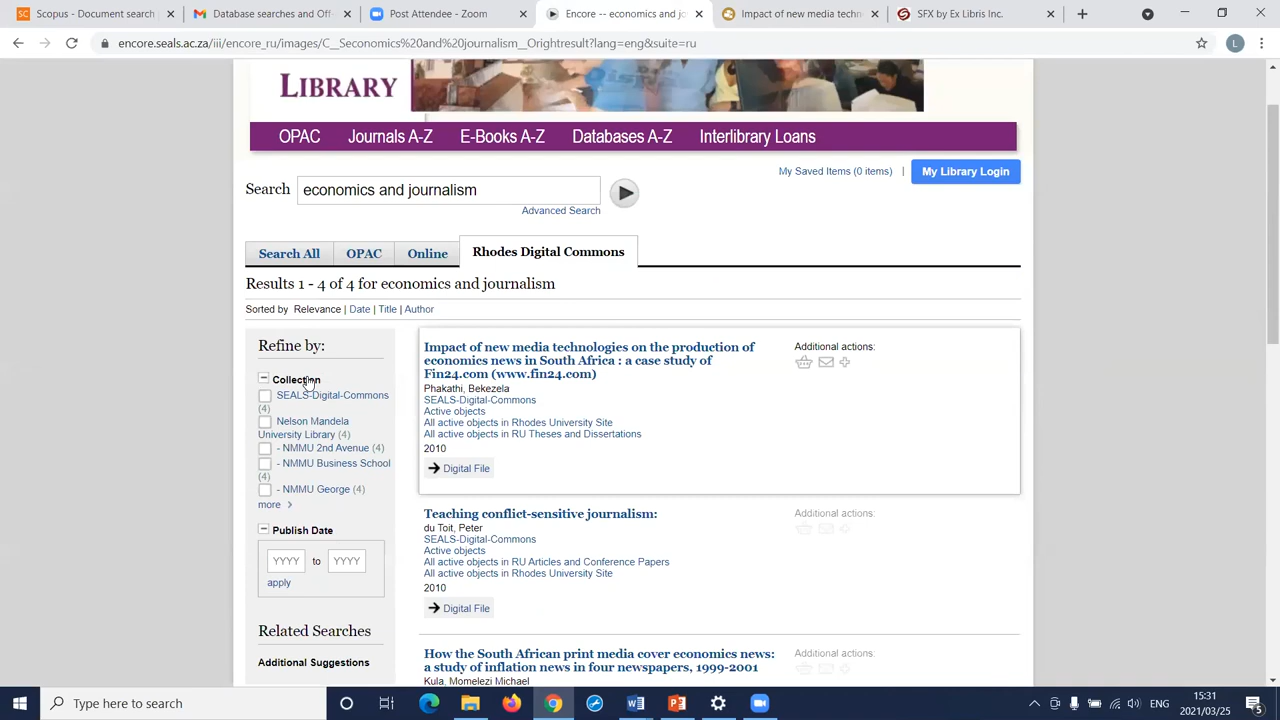 Scopus - Document search
Database searches and Off-
Post Attendee - Zoom
Encore -- economics and jo
Impact of new media techn
SFX by Ex Libris Inc.
encore.seals.ac.za/iii/encore_ru/images/C__Seconomics%20and%20journalism__Orightresult?lang=eng&suite=ru
L
LIBRARY
OPAC Journals A-Z E-Books A-Z Databases A-Z Interlibrary Loans
My Saved Items (0 items) | My Library Login
Search economics and journalism
Advanced Search
Search All OPAC Online Rhodes Digital Commons
Results 1 - 4 of 4 for economics and journalism
Sorted by Relevance | Date | Title | Author
Refine by:
Collection
SEALS-Digital-Commons
(4)
Nelson Mandela
University Library (4)
- NMMU 2nd Avenue (4)
- NMMU Business School
(4)
- NMMU George (4)
more >
Publish Date
YYYY to YYYY
apply
Related Searches
Additional Suggestions
Impact of new media technologies on the production of
economics news in South Africa : a case study of
Fin24.com (www.fin24.com)
Phakathi, Bekezela
SEALS-Digital-Commons
Active objects
All active objects in Rhodes University Site
All active objects in RU Theses and Dissertations
2010
Digital File
Additional actions:
Teaching conflict-sensitive journalism:
du Toit, Peter
SEALS-Digital-Commons
Active objects
All active objects in RU Articles and Conference Papers
All active objects in Rhodes University Site
2010
Digital File
Additional actions:
How the South African print media cover economics news:
a study of inflation news in four newspapers, 1999-2001
Kula, Momelezi Michael
Additional actions:
Type here to search
ENG
15:31
2021/03/25
5